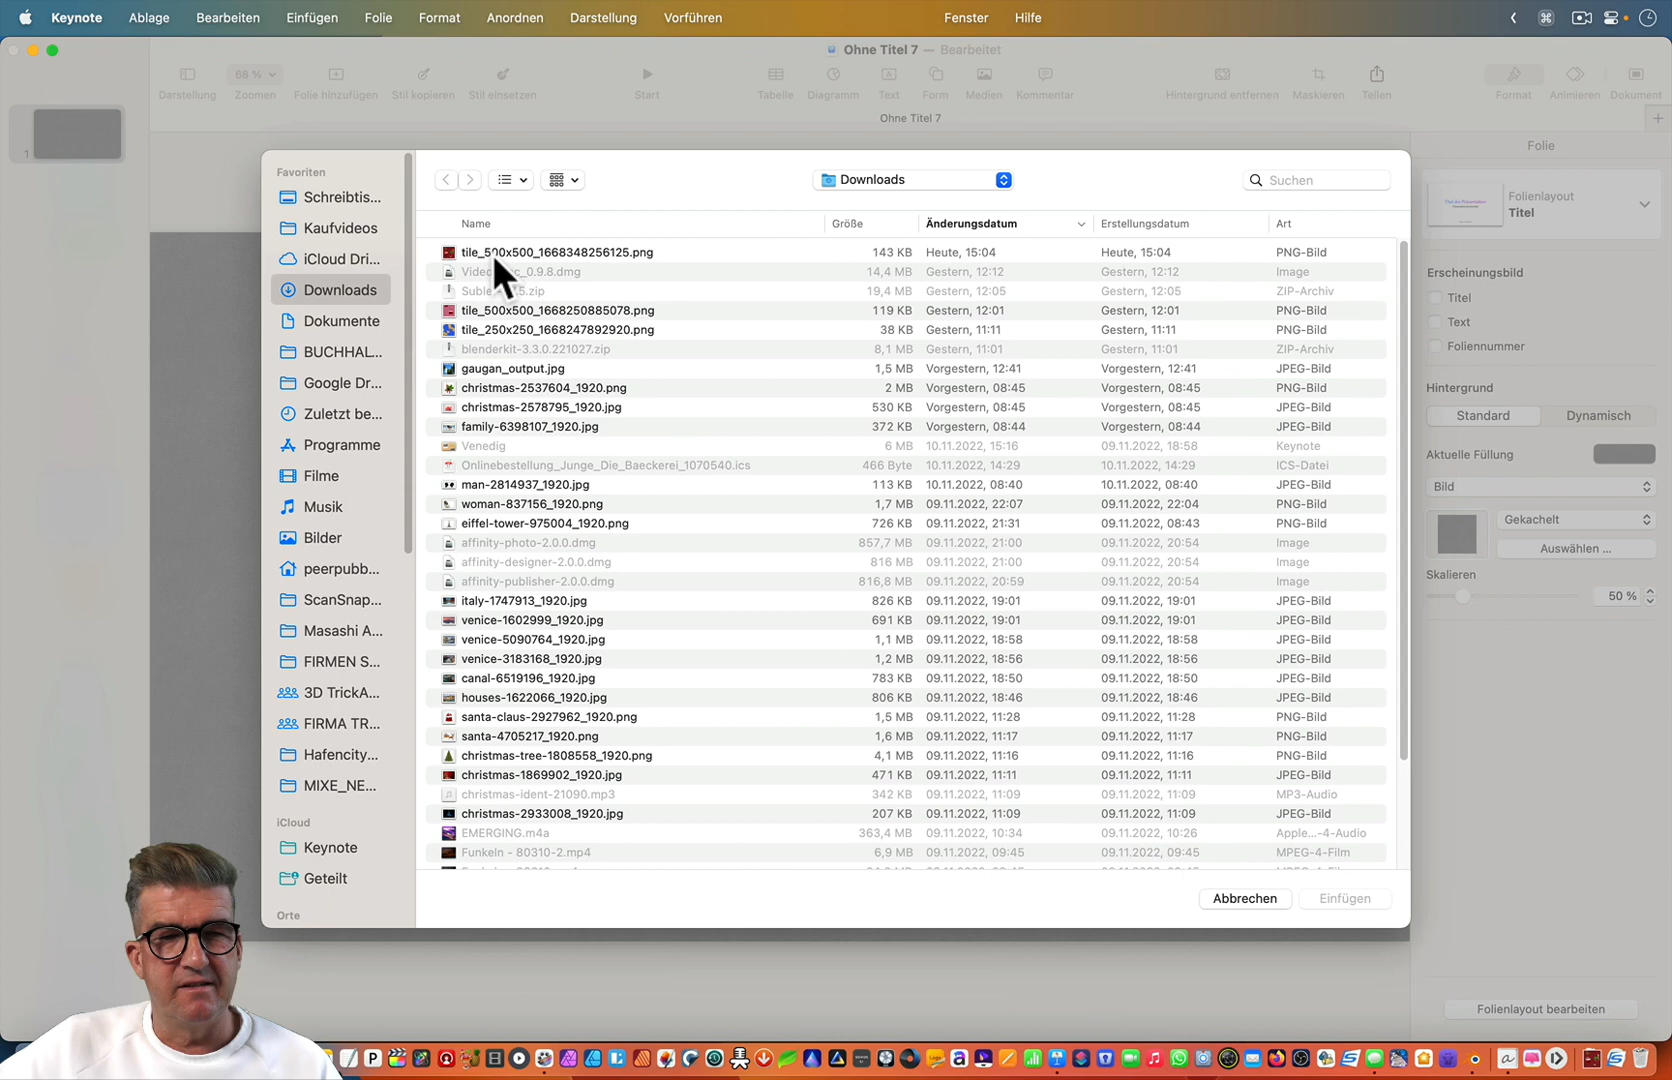 Keynote Ablage Bearbeiten Einfügen Folie Format Anordnen Darstellung Vorführen Fenster Hilfe
Ohne Titel 7 — Bearbeitet
68 %
Darstellung Zoomen Folie hinzufügen Stil kopieren Stil einsetzen Start Tabelle Diagramm Text Form Medien Kommentar Hintergrund entfernen Maskieren Teilen Format Animieren Dokument
Ohne Titel 7
1
Favoriten
Schreibtis...
Kaufvideos
iCloud Dri...
Downloads
Dokumente
BUCHHAL...
Google Dr...
Zuletzt be...
Programme
Filme
Musik
Bilder
peerpubb...
ScanSnap...
Masashi A...
FIRMEN S...
3D TrickA...
FIRMA TR...
Hafencity...
MIXE_NE...
iCloud
Keynote
Geteilt
Orte
Downloads
Suchen
Name Größe Änderungsdatum Erstellungsdatum Art
tile_500x500_1668348256125.png 143 KB Heute, 15:04 Heute, 15:04 PNG-Bild
c_0.9.8.dmg 14,4 MB Gestern, 12:12 Gestern, 12:12 Image
5.zip 19,4 MB Gestern, 12:05 Gestern, 12:05 ZIP-Archiv
tile_500x500_1668250885078.png 119 KB Gestern, 12:01 Gestern, 12:01 PNG-Bild
tile_250x250_1668247892920.png 38 KB Gestern, 11:11 Gestern, 11:11 PNG-Bild
blenderkit-3.3.0.221027.zip 8,1 MB Gestern, 11:01 Gestern, 11:01 ZIP-Archiv
gaugan_output.jpg 1,5 MB Vorgestern, 12:41 Vorgestern, 12:41 JPEG-Bild
christmas-2537604_1920.png 2 MB Vorgestern, 08:45 Vorgestern, 08:45 PNG-Bild
christmas-2578795_1920.jpg 530 KB Vorgestern, 08:45 Vorgestern, 08:45 JPEG-Bild
family-6398107_1920.jpg 372 KB Vorgestern, 08:44 Vorgestern, 08:44 JPEG-Bild
Venedig 6 MB 10.11.2022, 15:16 09.11.2022, 18:58 Keynote
Onlinebestellung_Junge_Die_Baeckerei_1070540.ics 466 Byte 10.11.2022, 14:29 10.11.2022, 14:29 ICS-Datei
man-2814937_1920.jpg 113 KB 10.11.2022, 08:40 10.11.2022, 08:40 JPEG-Bild
woman-837156_1920.png 1,7 MB 09.11.2022, 22:07 09.11.2022, 22:04 PNG-Bild
eiffel-tower-975004_1920.png 726 KB 09.11.2022, 21:31 09.11.2022, 08:43 PNG-Bild
affinity-photo-2.0.0.dmg 857,7 MB 09.11.2022, 21:00 09.11.2022, 20:54 Image
affinity-designer-2.0.0.dmg 816 MB 09.11.2022, 21:00 09.11.2022, 20:54 Image
affinity-publisher-2.0.0.dmg 816,8 MB 09.11.2022, 20:59 09.11.2022, 20:54 Image
italy-1747913_1920.jpg 826 KB 09.11.2022, 19:01 09.11.2022, 19:01 JPEG-Bild
venice-1602999_1920.jpg 691 KB 09.11.2022, 19:01 09.11.2022, 19:01 JPEG-Bild
venice-5090764_1920.jpg 1,1 MB 09.11.2022, 18:58 09.11.2022, 18:58 JPEG-Bild
venice-3183168_1920.jpg 1,2 MB 09.11.2022, 18:56 09.11.2022, 18:56 JPEG-Bild
canal-6519196_1920.jpg 783 KB 09.11.2022, 18:50 09.11.2022, 18:50 JPEG-Bild
houses-1622066_1920.jpg 806 KB 09.11.2022, 18:46 09.11.2022, 18:46 JPEG-Bild
santa-claus-2927962_1920.png 1,5 MB 09.11.2022, 11:28 09.11.2022, 11:28 PNG-Bild
santa-4705217_1920.png 1,6 MB 09.11.2022, 11:17 09.11.2022, 11:17 PNG-Bild
christmas-tree-1808558_1920.png 4,1 MB 09.11.2022, 11:16 09.11.2022, 11:16 PNG-Bild
christmas-1869902_1920.jpg 471 KB 09.11.2022, 11:11 09.11.2022, 11:11 JPEG-Bild
christmas-ident-21090.mp3 342 KB 09.11.2022, 11:09 09.11.2022, 11:09 MP3-Audio
christmas-2933008_1920.jpg 207 KB 09.11.2022, 11:09 09.11.2022, 11:09 JPEG-Bild
EMERGING.m4a 363,4 MB 09.11.2022, 10:34 09.11.2022, 10:26 Apple...-4-Audio
Funkeln - 80310-2.mp4 6,9 MB 09.11.2022, 09:45 09.11.2022, 09:45 MPEG-4-Film
Abbrechen Einfügen
Folie
Folienlayout
Titel
Erscheinungsbild
Titel
Text
Foliennummer
Hintergrund
Standard Dynamisch
Aktuelle Füllung
Bild
Gekachelt
Auswählen ...
Skalieren
50 %
Folienlayout bearbeiten